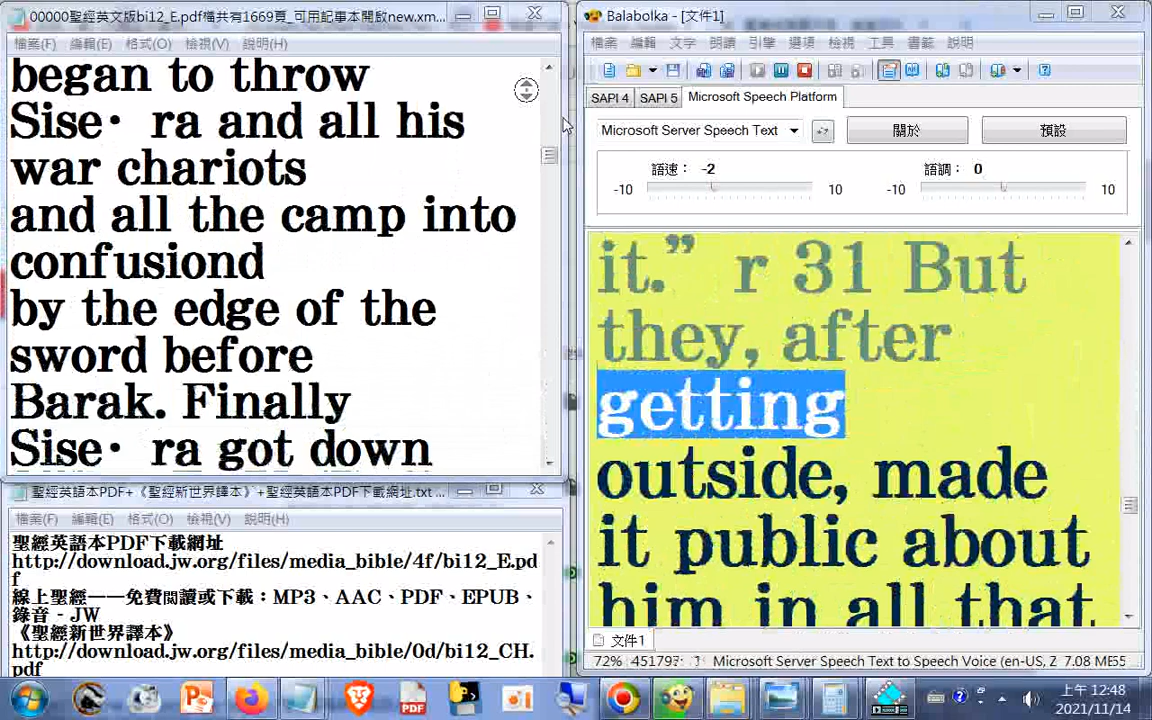 00000聖經英文版bi12_E.pdf檔共有1669頁_可用記事本開啟new.xm...
檔案(F) 編輯(E) 格式(O) 檢視(V) 說明(H)
began to throw
Sise· ra and all his
war chariots
and all the camp into
confusiond
by the edge of the
sword before
Barak. Finally
Sise· ra got down
聖經英語本PDF+《聖經新世界譯本》+聖經英語本PDF下載網址.txt ...
檔案(F) 編輯(E) 格式(O) 檢視(V) 說明(H)
聖經英語本PDF下載網址
http://download.jw.org/files/media_bible/4f/bi12_E.pd
f
線上聖經——免費閱讀或下載：MP3、AAC、PDF、EPUB、
錄音 - JW
《聖經新世界譯本》
http://download.jw.org/files/media_bible/0d/bi12_CH.
pdf
Balabolka - [文件1]
檔案 編輯 文字 朗讀 引擎 選項 檢視 工具 書籤 說明
SAPI 4 SAPI 5 Microsoft Speech Platform
Microsoft Server Speech Text 關於 預設
語速： -2 語調： 0
-10 10 -10 10
it.” r 31 But
they, after
getting
outside, made
it public about
him in all that
文件1
72% Microsoft Server Speech Text to Speech Voice (en-US, Z 7.08 ME
上午 12:48
2021/11/14